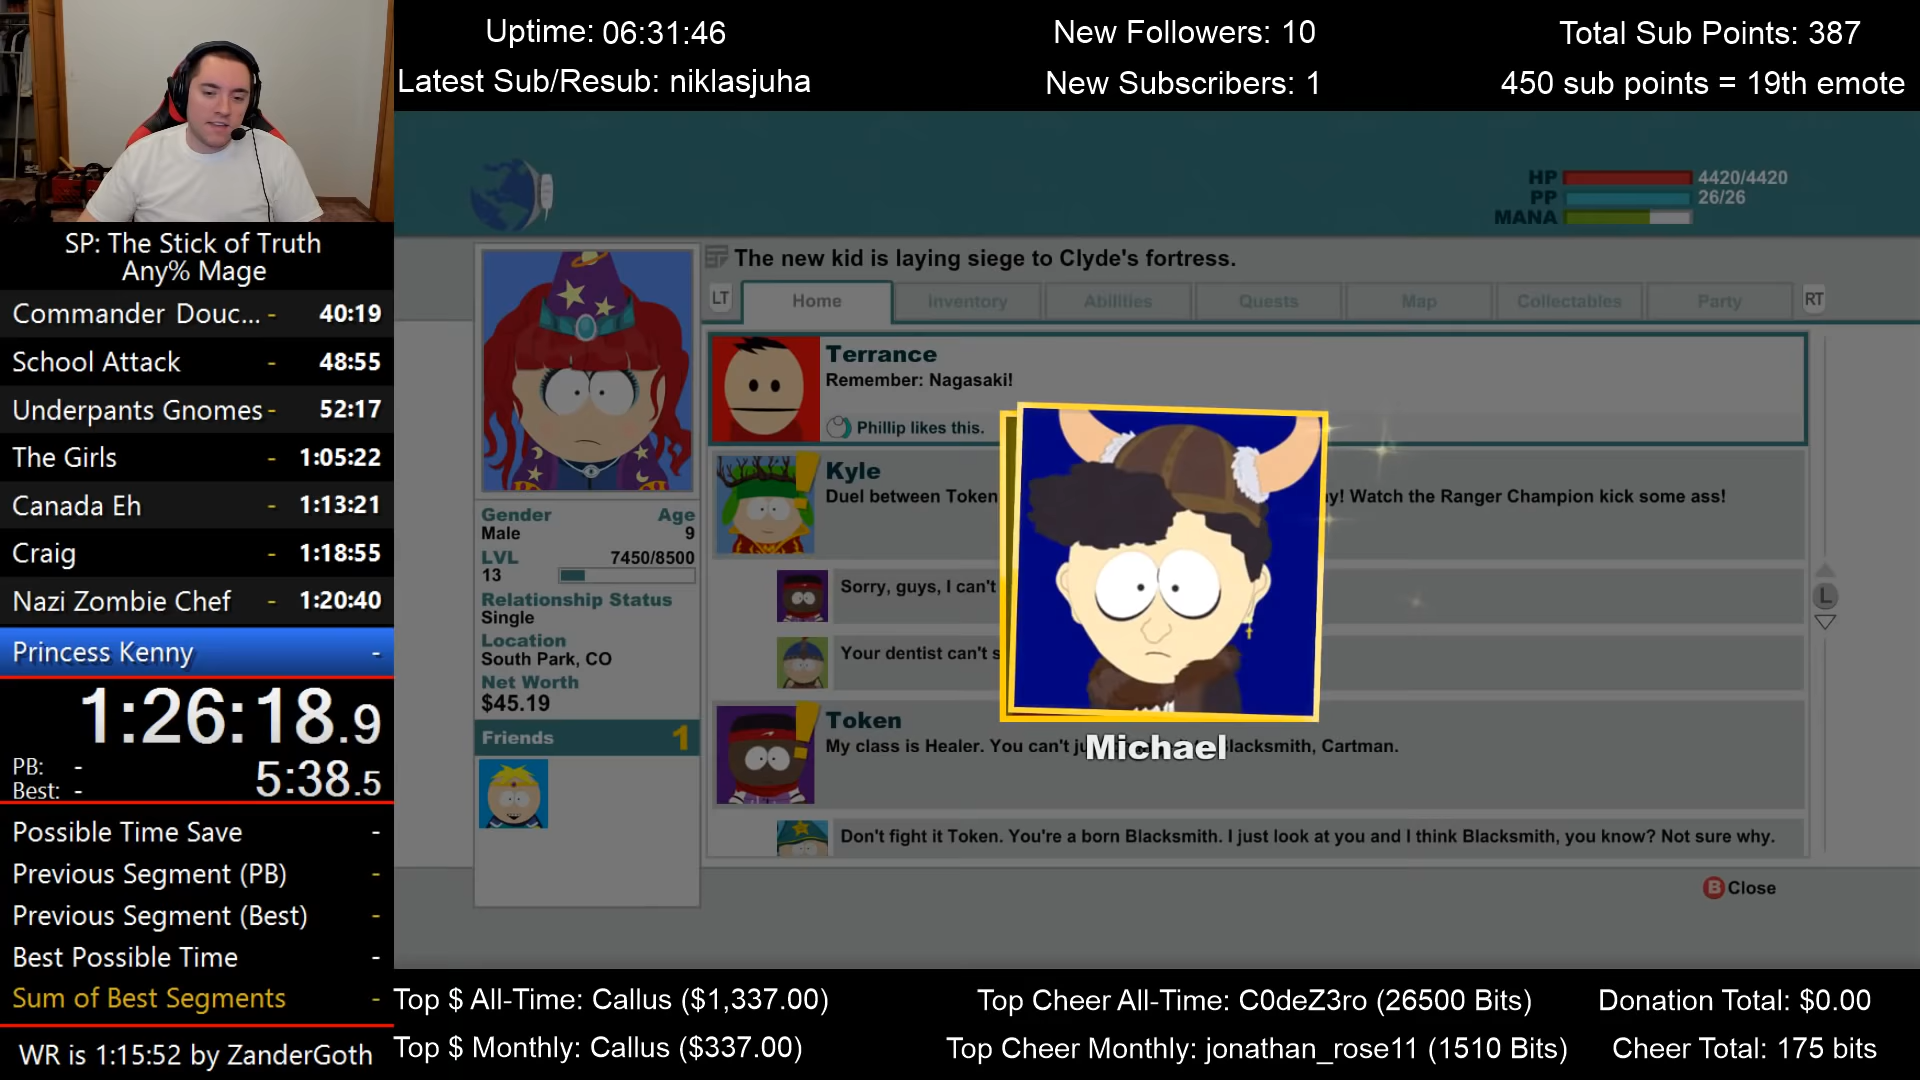 Uptime: 06:31:46
New Followers: 10
Total Sub Points: 387
Latest Sub/Resub: niklasjuha
New Subscribers: 1
450 sub points = 19th emote
SP: The Stick of Truth
Any% Mage
Commander Douc... - 40:19
School Attack - 48:55
Underpants Gnomes - 52:17
The Girls - 1:05:22
Canada Eh - 1:13:21
Craig - 1:18:55
Nazi Zombie Chef - 1:20:40
Princess Kenny -
1:26:18.9
PB: -
Best: -
5:38.5
Possible Time Save -
Previous Segment (PB) -
Previous Segment (Best) -
Best Possible Time -
Sum of Best Segments -
WR is 1:15:52 by ZanderGoth
HP 4420/4420
PP 26/26
MANA
The new kid is laying siege to Clyde's fortress.
LT Home Inventory Abilities Quests Map Collectables Party RT
Gender Age
Male 9
LVL 7450/8500
13
Relationship Status
Single
Location
South Park, CO
Net Worth
$45.19
Friends 1
Terrance
Remember: Nagasaki!
Phillip likes this.
Kyle
Duel between Token y! Watch the Ranger Champion kick some ass!
Sorry, guys, I can't
Your dentist can't s
L
Token
My class is Healer. You can't ju lacksmith, Cartman.
Michael
Don't fight it Token. You're a born Blacksmith. I just look at you and I think Blacksmith, you know? Not sure why.
B Close
Top $ All-Time: Callus ($1,337.00)
Top Cheer All-Time: C0deZ3ro (26500 Bits)
Donation Total: $0.00
Top $ Monthly: Callus ($337.00)
Top Cheer Monthly: jonathan_rose11 (1510 Bits)
Cheer Total: 175 bits